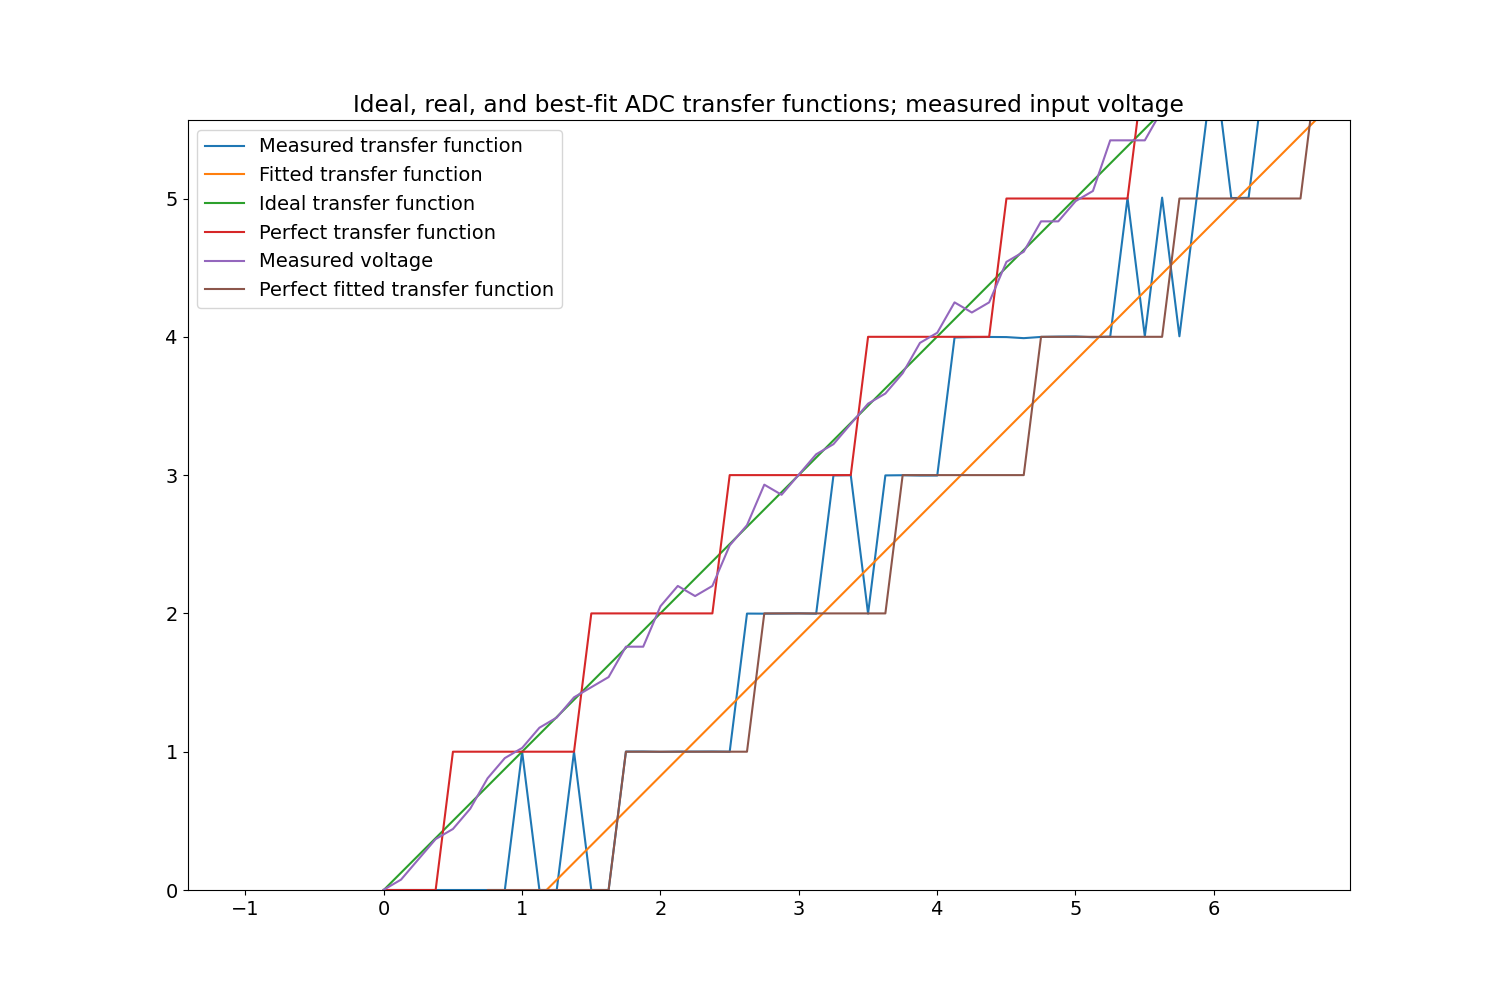 Ideal, real, and best-fit ADC transfer functions; measured input voltage
Measured transfer function
Fitted transfer function
Ideal transfer function
Perfect transfer function
Measured voltage
Perfect fitted transfer function
5
4
3
2
1
0
−1 0 1 2 3 4 5 6